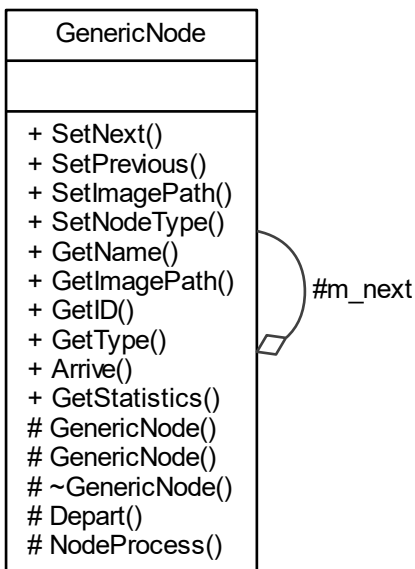 GenericNode
+ SetNext()
+ SetPrevious()
+ SetImagePath()
+ SetNodeType()
+ GetName()
+ GetImagePath()
+ GetID()
+ GetType()
+ Arrive()
+ GetStatistics()
# GenericNode()
# GenericNode()
# ~GenericNode()
# Depart()
# NodeProcess()
#m_next